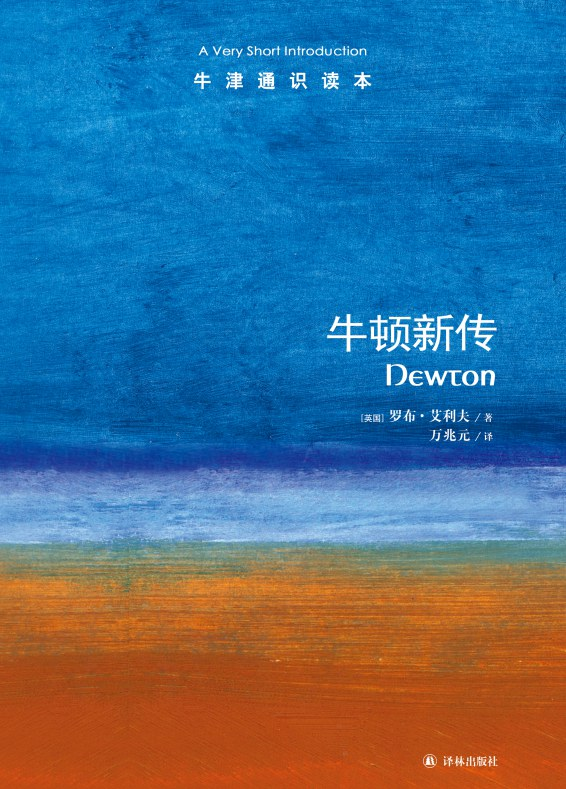 A Very Short Introduction
牛津通识读本
牛顿新传
Newton
[英国] 罗布·艾利夫 / 著
万兆元 / 译
译林出版社